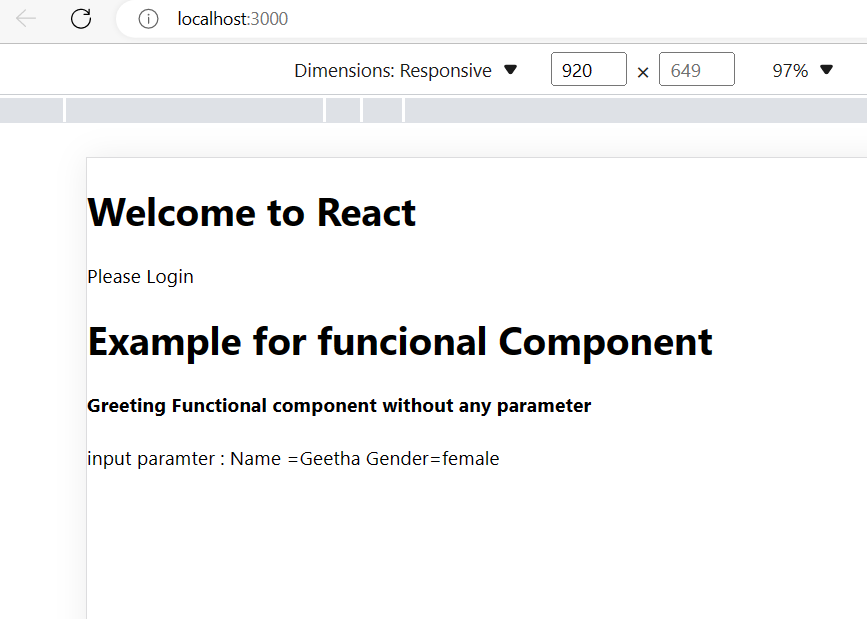 localhost:3000
Dimensions: Responsive 920 × 649 97%
Welcome to React
Please Login
Example for funcional Component
Greeting Functional component without any parameter
input paramter : Name =Geetha Gender=female